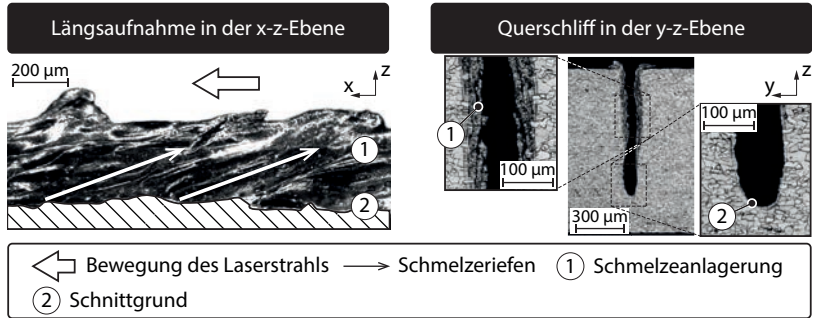 Längsaufnahme in der x-z-Ebene
Querschliff in der y-z-Ebene
200 µm
x
z
1
2
1
100 µm
300 µm
y
z
100 µm
2
Bewegung des Laserstrahls
Schmelzeriefen
1 Schmelzeanlagerung
2 Schnittgrund